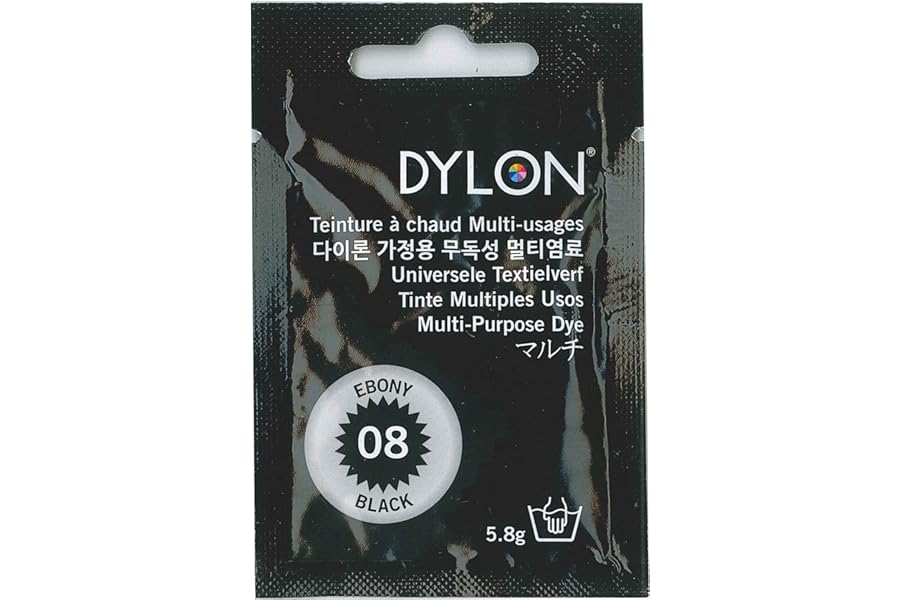 DYLON®
Teinture à chaud Multi-usages
다이론 가정용 무독성 멀티염료
Universele Textielverf
Tinte Multiples Usos
Multi-Purpose Dye
マルチ
EBONY
08
BLACK
5.8g